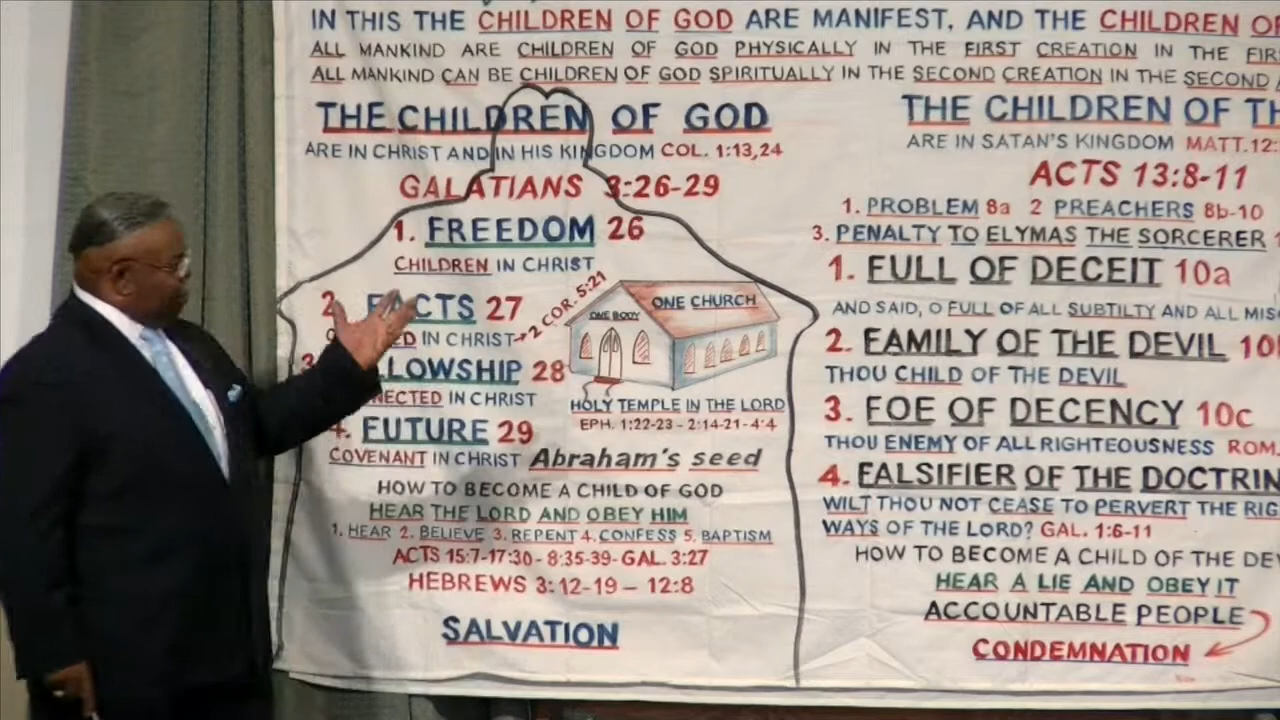 IN THIS THE CHILDREN OF GOD ARE MANIFEST, AND THE CHILDREN
ALL MANKIND ARE CHILDREN OF GOD PHYSICALLY IN THE FIRST CREATION IN THE
ALL MANKIND CAN BE CHILDREN OF GOD SPIRITUALLY IN THE SECOND CREATION IN THE SECOND
THE CHILDREN OF GOD
ARE IN CHRIST AND IN HIS KINGDOM COL. 1:13,24
GALATIANS 3:26-29
1. FREEDOM 26
CHILDREN IN CHRIST
2. FACTS 27
IN CHRIST → 2 COR. 5:21
LLOWSHIP 28
NECTED IN CHRIST
4. FUTURE 29
COVENANT IN CHRIST Abraham's seed
ONE CHURCH
ONE BODY
HOLY TEMPLE IN THE LORD
EPH. 1:22-23 - 2:14-21 - 4:4
HOW TO BECOME A CHILD OF GOD
HEAR THE LORD AND OBEY HIM
1. HEAR 2. BELIEVE 3. REPENT 4. CONFESS 5. BAPTISM
ACTS 15:7-17:30 - 8:35-39 - GAL. 3:27
HEBREWS 3:12-19 – 12:8
SALVATION
THE CHILDREN OF
ARE IN SATAN'S KINGDOM MATT. 12:
ACTS 13:8-11
1. PROBLEM 8a 2 PREACHERS 8b-10
3. PENALTY TO ELYMAS THE SORCERER
1. FULL OF DECEIT 10a
AND SAID, O FULL OF ALL SUBTILTY AND ALL
2. FAMILY OF THE DEVIL 10
THOU CHILD OF THE DEVIL
3. FOE OF DECENCY 10c
THOU ENEMY OF ALL RIGHTEOUSNESS ROM.
4. FALSIFIER OF THE DOCTRIN
WILT THOU NOT CEASE TO PERVERT THE RIG
WAYS OF THE LORD? GAL. 1:6-11
HOW TO BECOME A CHILD OF THE DE
HEAR A LIE AND OBEY IT
ACCOUNTABLE PEOPLE
CONDEMNATION